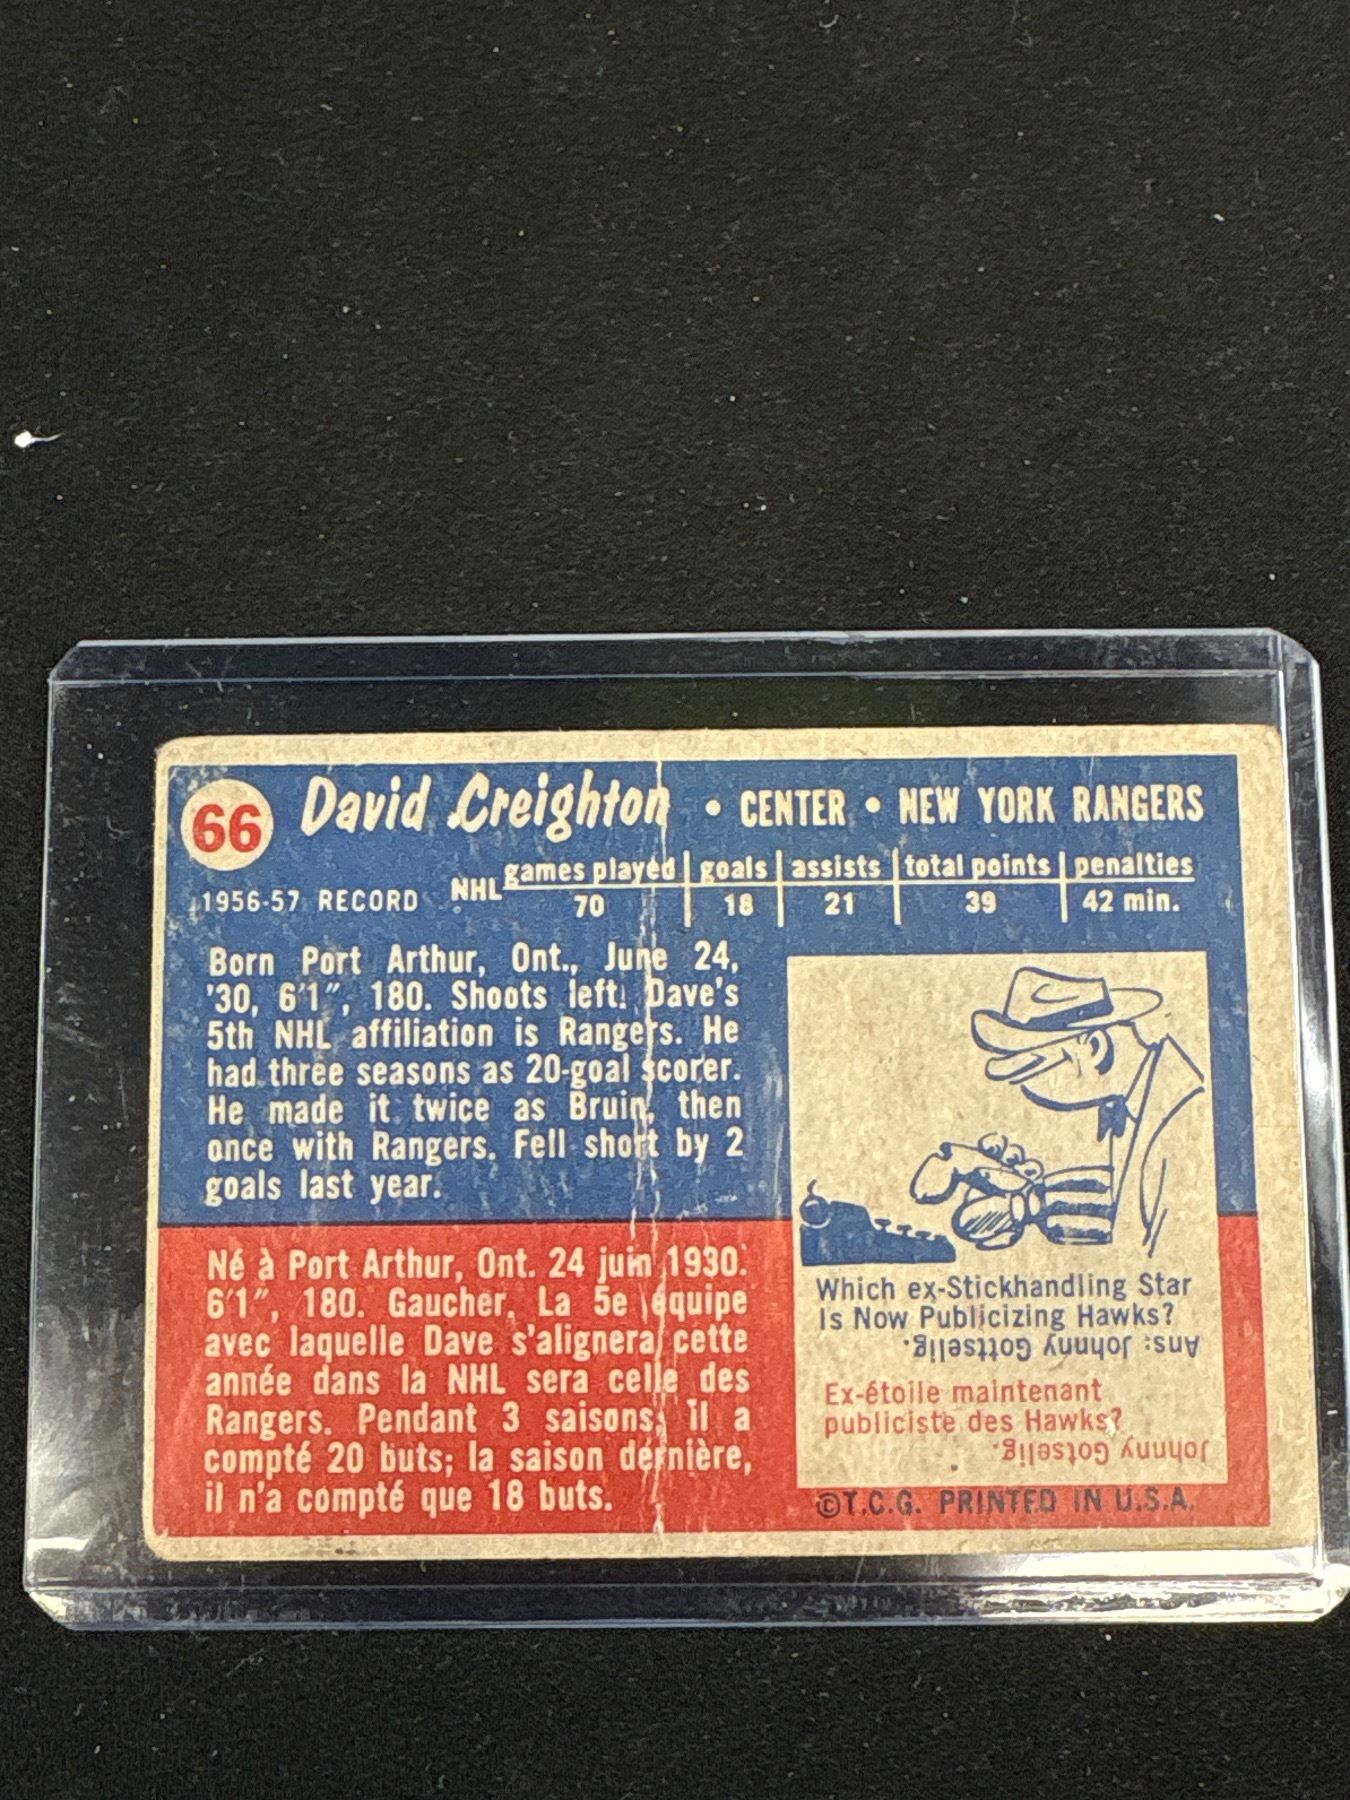 66 David Creighton • CENTER • NEW YORK RANGERS
games played goals assists total points penalties
1956-57 RECORD NHL 70 18 21 39 42 min.
Born Port Arthur, Ont., June 24,
'30, 6'1", 180. Shoots left. Dave's
5th NHL affiliation is Rangers. He
had three seasons as 20-goal scorer.
He made it twice as Bruin, then
once with Rangers. Fell short by 2
goals last year.
Né à Port Arthur, Ont. 24 juin 1930.
6'1", 180. Gaucher. La 5e équipe
avec laquelle Dave s'alignera cette
année dans la NHL sera celle des
Rangers. Pendant 3 saisons, il a
compté 20 buts; la saison dernière,
il n'a compté que 18 buts.
Which ex-Stickhandling Star
Is Now Publicizing Hawks?
Ans: Johnny Gottselig.
Ex-étoile maintenant
publiciste des Hawks?
Johnny Gotselig.
©T.C.G. PRINTED IN U.S.A.